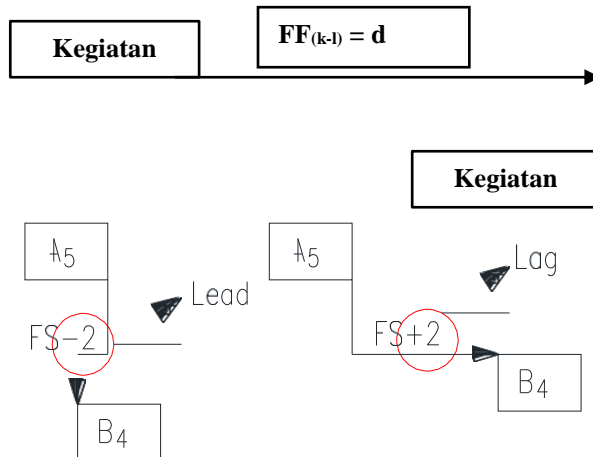 Kegiatan
FF(k-l) = d
Kegiatan
A5
Lead
FS-2
B4
A5
Lag
FS+2
B4